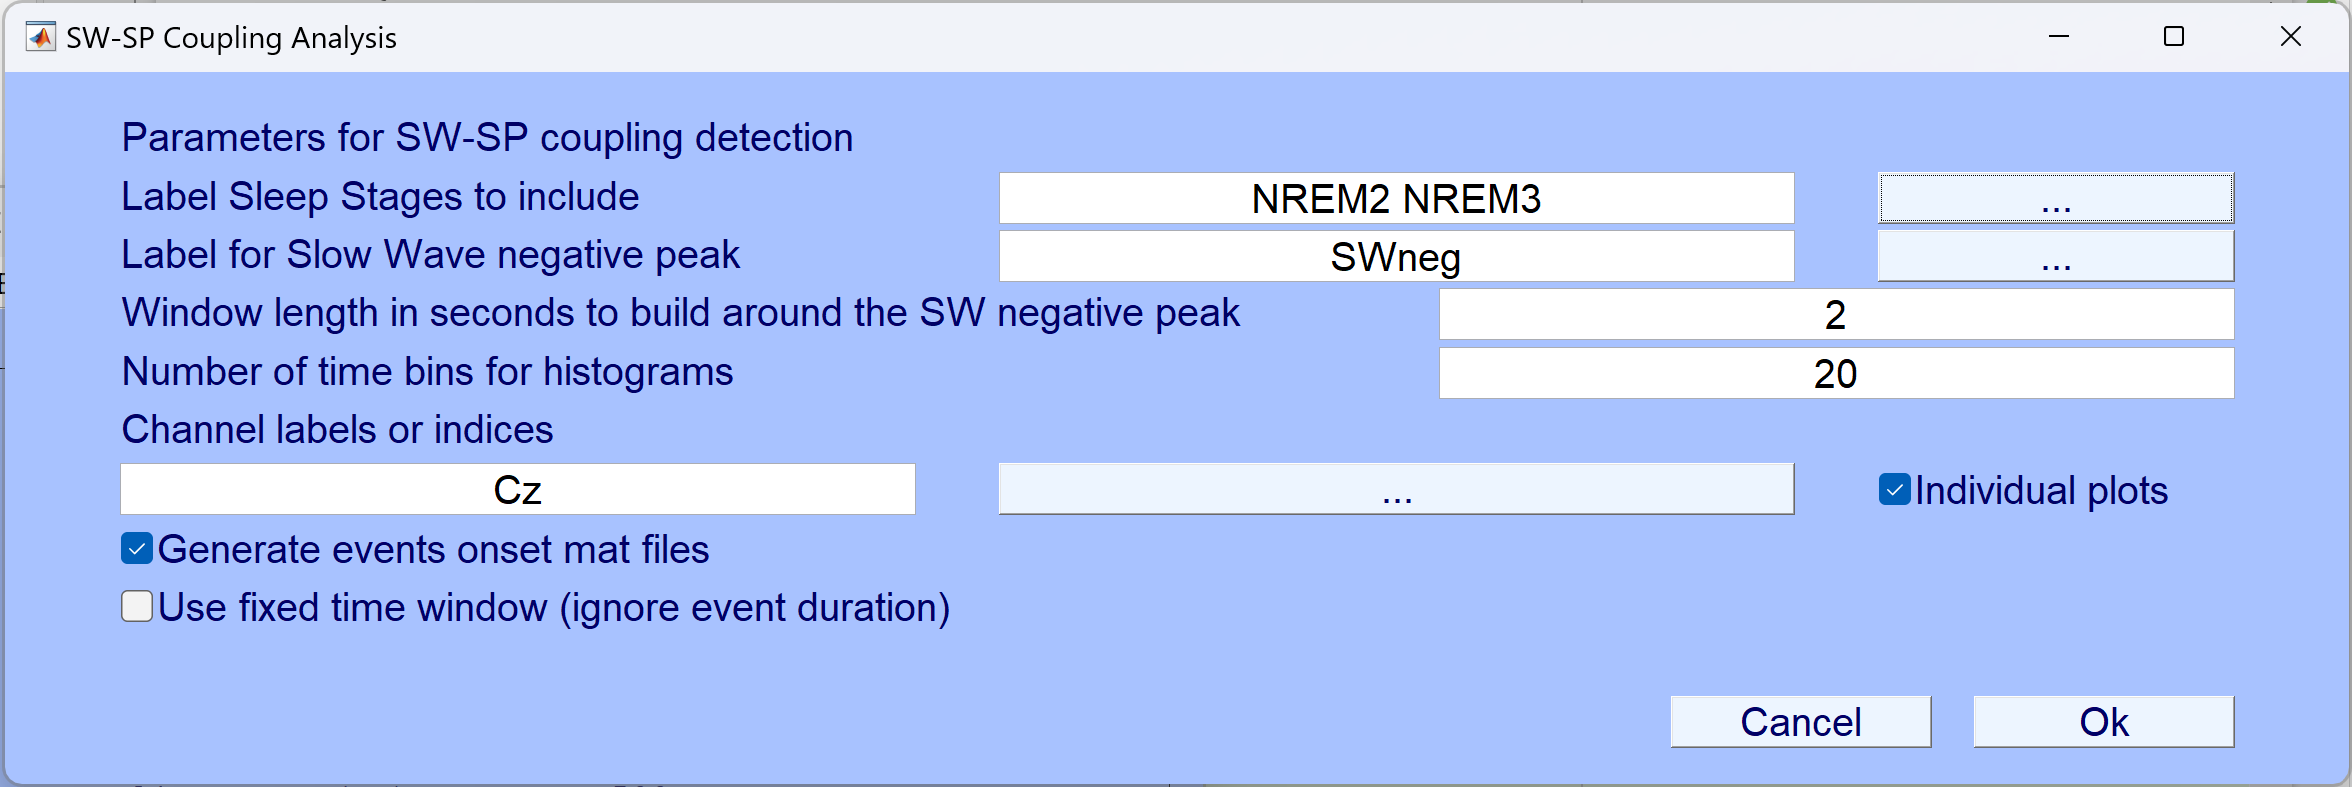 SW-SP Coupling Analysis
Parameters for SW-SP coupling detection
Label Sleep Stages to include NREM2 NREM3 ...
Label for Slow Wave negative peak SWneg ...
Window length in seconds to build around the SW negative peak 2
Number of time bins for histograms 20
Channel labels or indices
Cz ... Individual plots
Generate events onset mat files
Use fixed time window (ignore event duration)
Cancel Ok